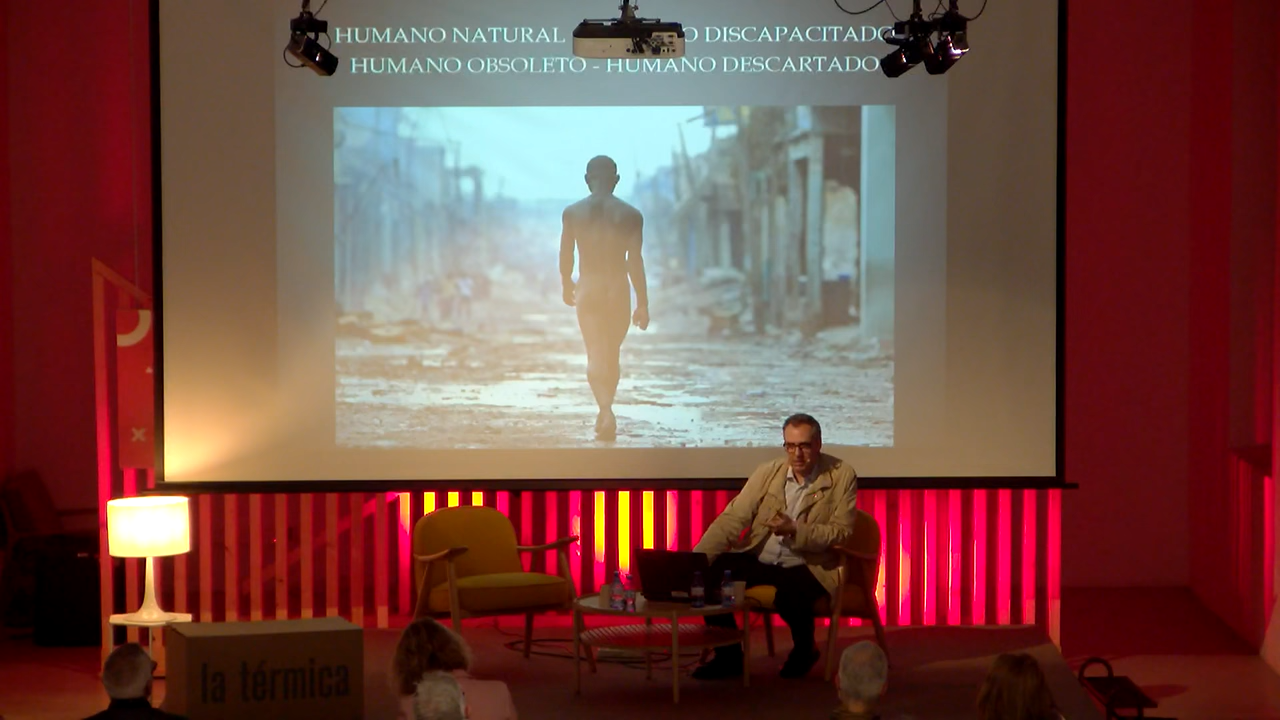 HUMANO NATURAL O DISCAPACITADO
HUMANO OBSOLETO - HUMANO DESCARTADO
la térmica